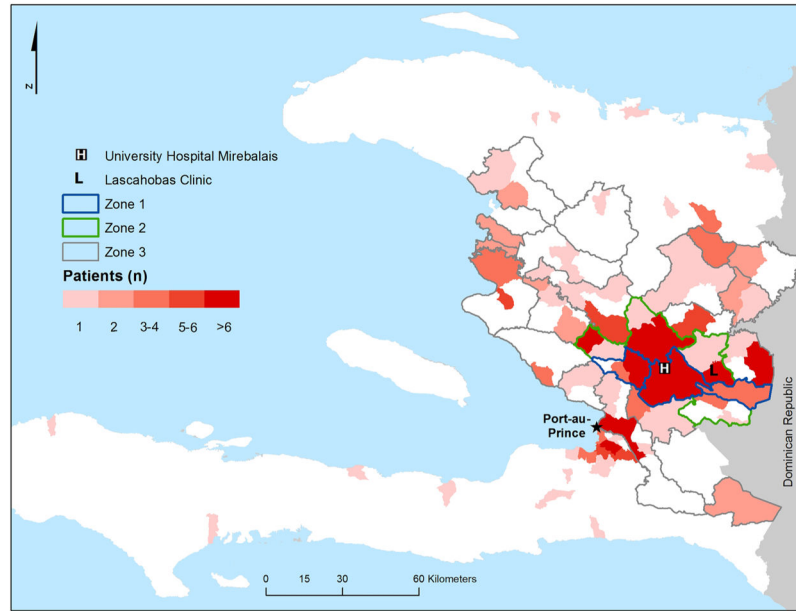 N
H University Hospital Mirebalais
L Lascahobas Clinic
Zone 1
Zone 2
Zone 3
Patients (n)
1 2 3-4 5-6 >6
H
L
Port-au-
Prince
Dominican Republic
0 15 30 60 Kilometers